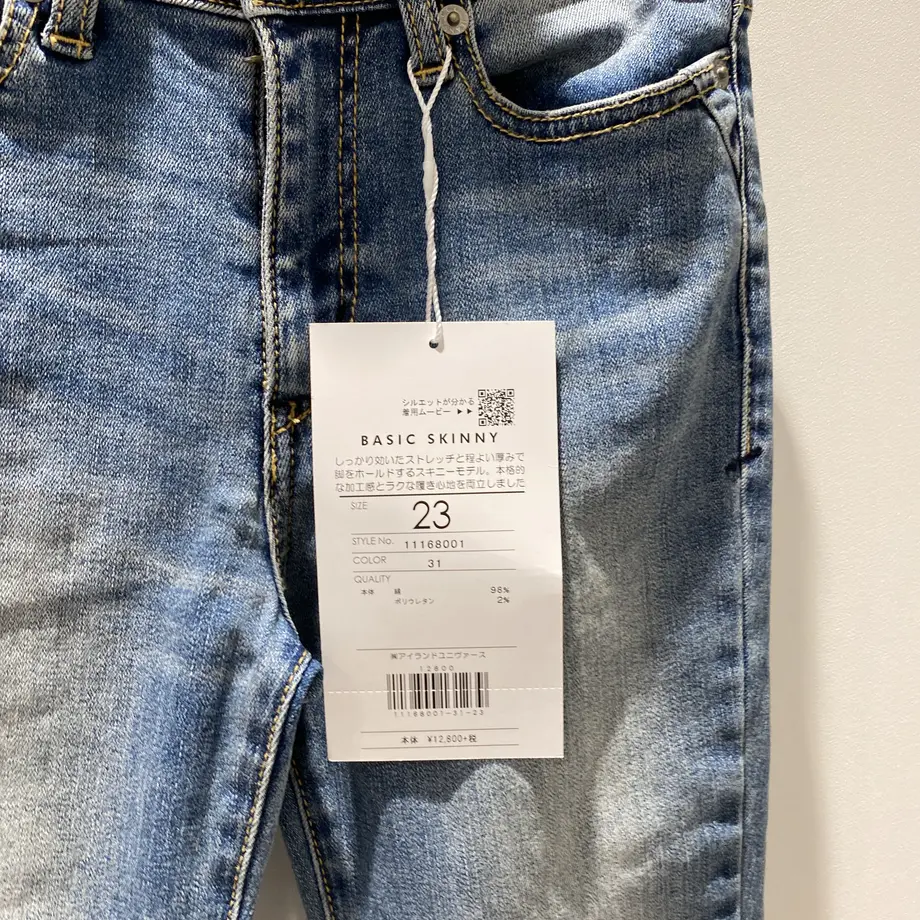 シルエットが分かる
着用ムービー ▶▶
BASIC SKINNY
しっかり効いたストレッチと程よい厚みで
脚をホールドするスキニーモデル。本格的
な加工感とラクな履き心地を両立しました
SIZE 23
STYLE No. 11168001
COLOR 31
QUALITY
本体 綿 98%
ポリウレタン 2%
㈱アイランドユニヴァース
12800
11168001-31-23
本体 ¥12,800+税